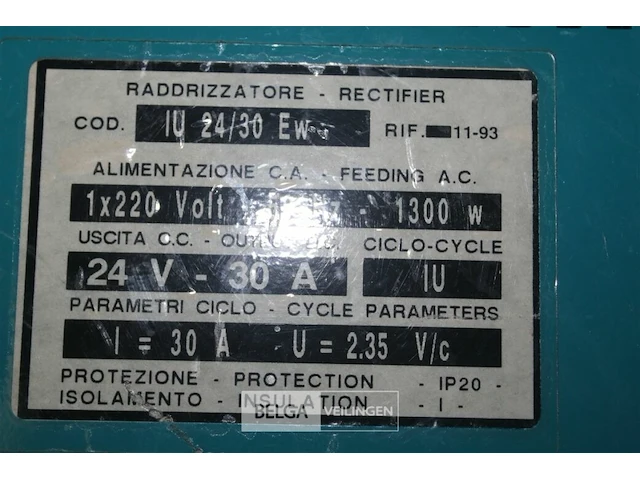 RADDRIZZATORE - RECTIFIER
COD. IU 24/30 Ew RIF. 11-93
ALIMENTAZIONE C.A. - FEEDING A.C.
1x220 Volt - 1300 w
USCITA C.C. - CICLO-CYCLE
24 V - 30 A IU
PARAMETRI CICLO - CYCLE PARAMETERS
I = 30 A - U = 2.35 V/c
PROTEZIONE - PROTECTION - IP20 -
ISOLAMENTO - INSULATION - I -
BELGA VEILINGEN